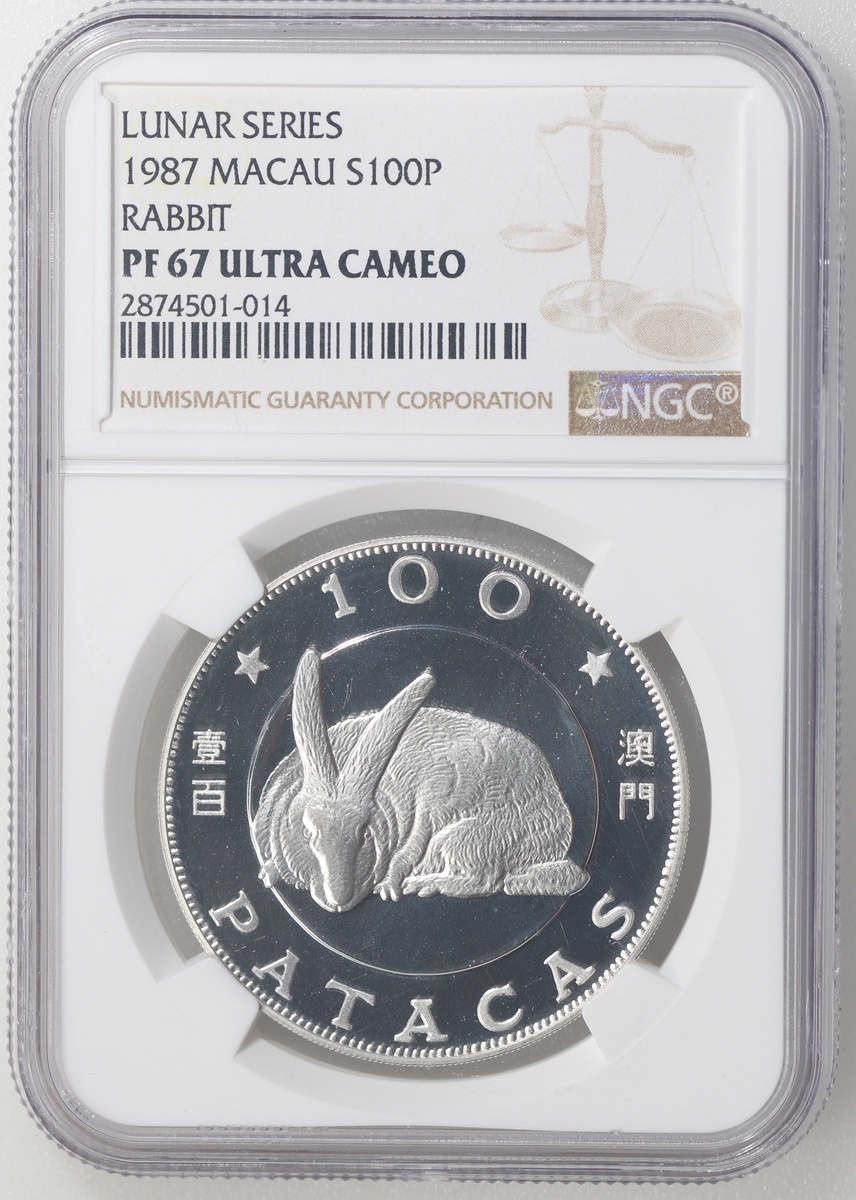 LUNAR SERIES
1987 MACAU S100P
RABBIT
PF 67 ULTRA CAMEO
2874501-014
NUMISMATIC GUARANTY CORPORATION
NGC®
100
壹百
澳門
PATACAS